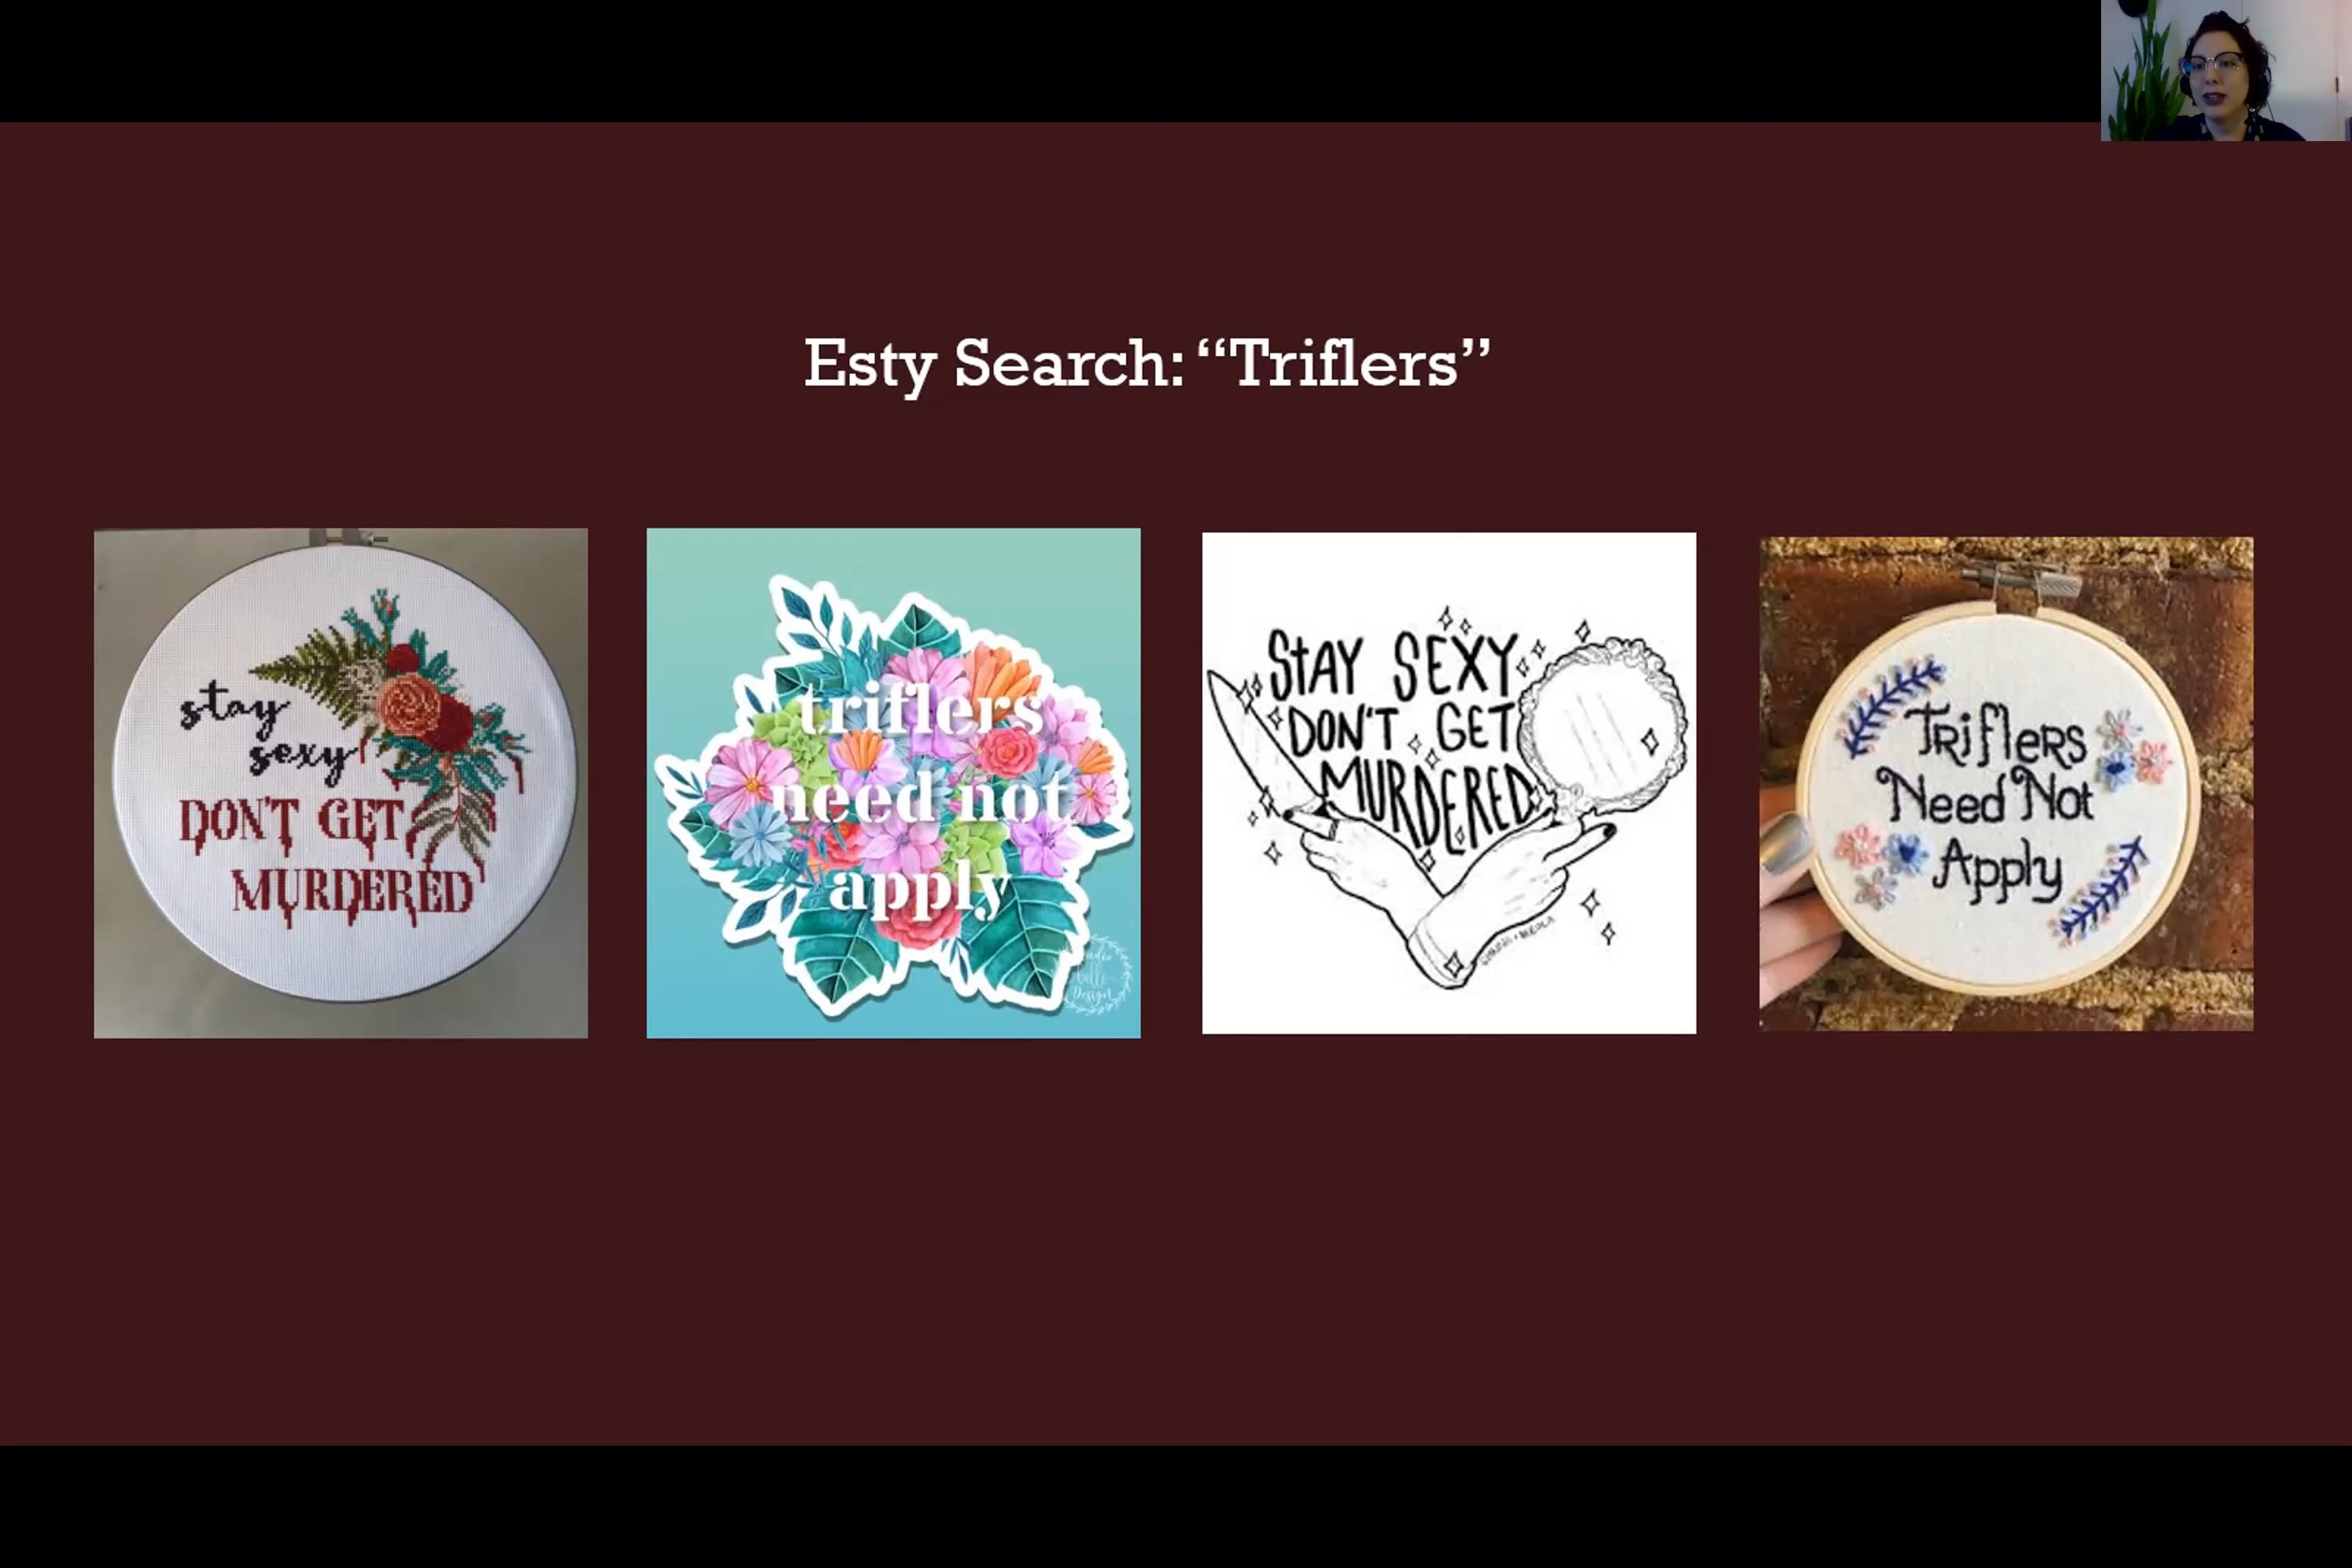 Esty Search: “Triflers”
stay
sexy
DON'T GET
MURDERED
triflers
need not
apply
Design
STAY SEXY
DON'T GET
MURDERED
Triflers
Need Not
Apply